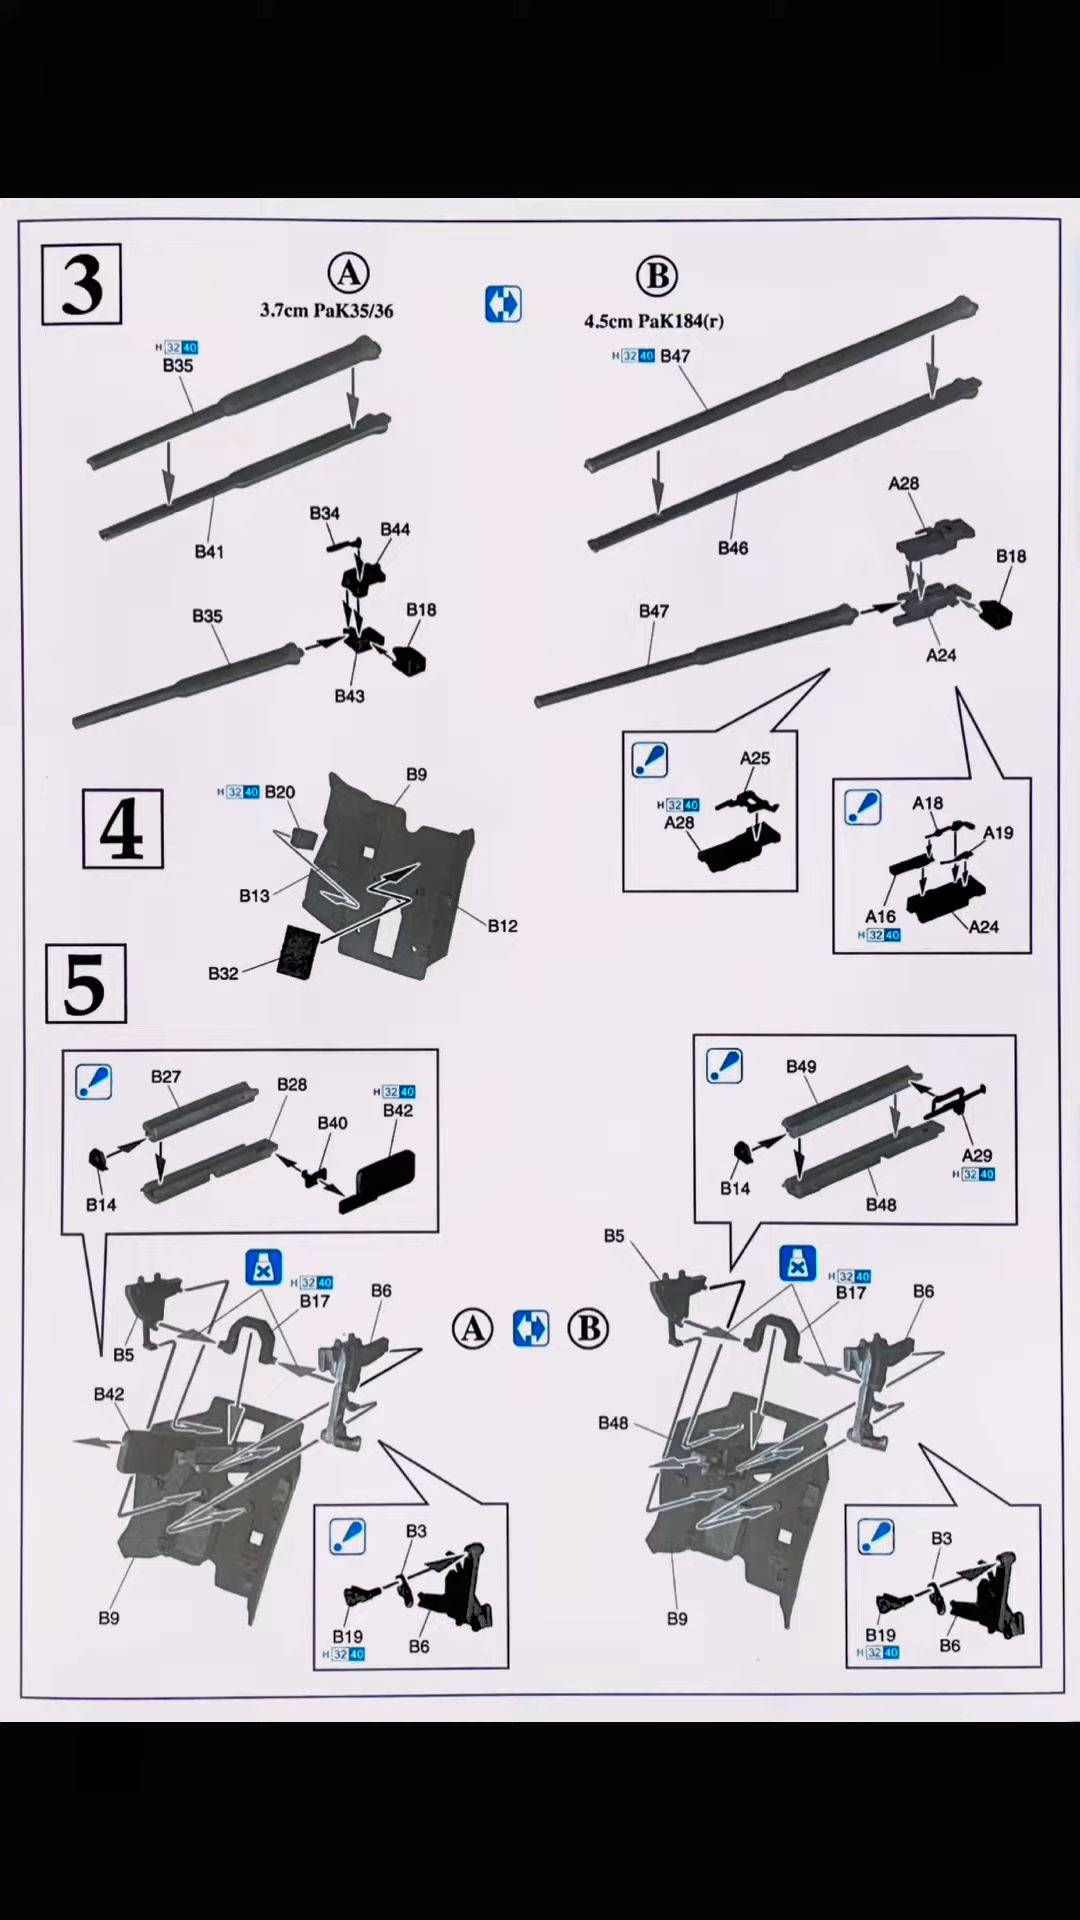 3
A
3.7cm PaK35/36
B
4.5cm PaK184(r)
H 32 40
B35
B41
B34
B44
B35
B18
B43
H 32 40 B47
B46
A28
B18
B47
A24
A25
H 32 40
A28
A18
A19
A16
H 32 40
A24
4
B9
H 32 40 B20
B13
B12
B32
5
B27
B28
H 32 40
B42
B40
B14
B49
A29
H 32 40
B14
B48
B5
H 32 40
B17
B6
B42
B9
B3
B19
H 32 40
B6
A B
B5
H 32 40
B17
B6
B48
B9
B3
B19
H 32 40
B6